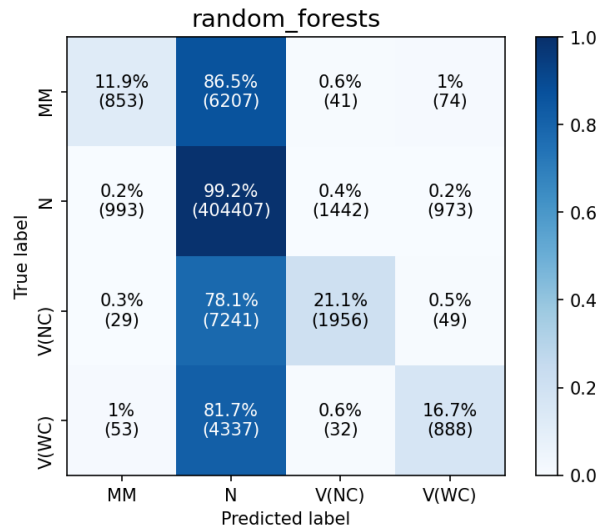 random_forests
True label
MM
11.9% 86.5% 0.6% 1%
(853) (6207) (41) (74)
N
0.2% 99.2% 0.4% 0.2%
(993) (404407) (1442) (973)
V(NC)
0.3% 78.1% 21.1% 0.5%
(29) (7241) (1956) (49)
V(WC)
1% 81.7% 0.6% 16.7%
(53) (4337) (32) (888)
MM N V(NC) V(WC)
Predicted label
1.0
0.8
0.6
0.4
0.2
0.0